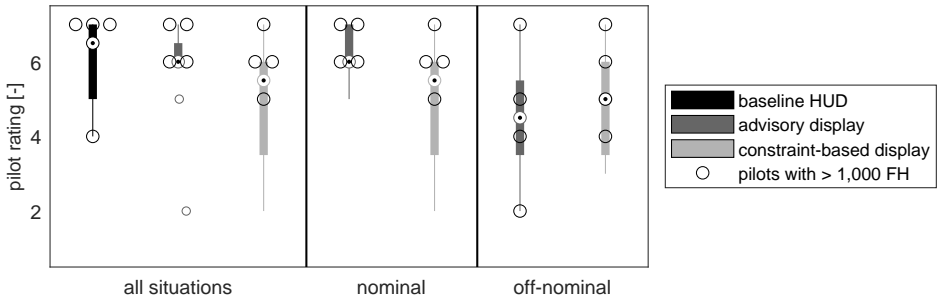 pilot rating [-]
6
4
2
all situations
nominal
off-nominal
baseline HUD
advisory display
constraint-based display
pilots with > 1,000 FH